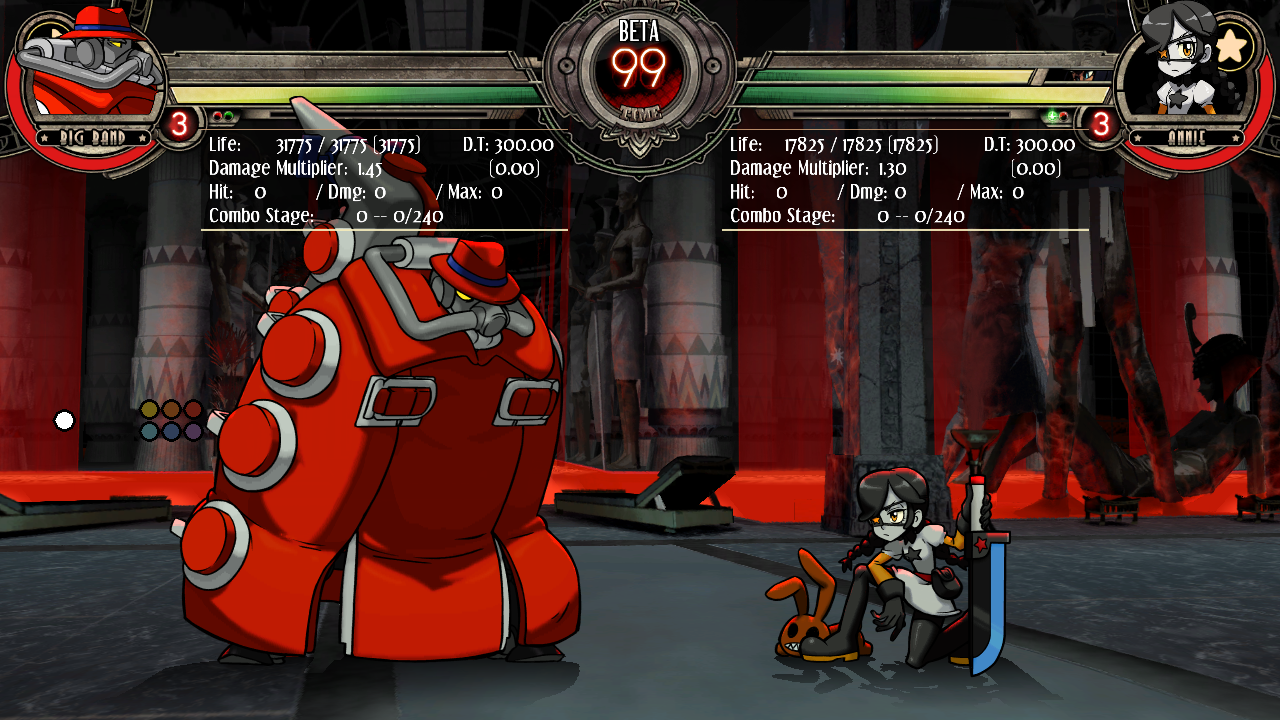 BETA
99
TIME
BIG BAND
3
3
ANNIE
Life: 31775 / 31775 [31775] D.T: 300.00
Damage Multiplier: 1.45 [0.00]
Hit: 0 / Dmg: 0 / Max: 0
Combo Stage: 0 -- 0/240
Life: 17825 / 17825 [17825] D.T: 300.00
Damage Multiplier: 1.30 [0.00]
Hit: 0 / Dmg: 0 / Max: 0
Combo Stage: 0 -- 0/240